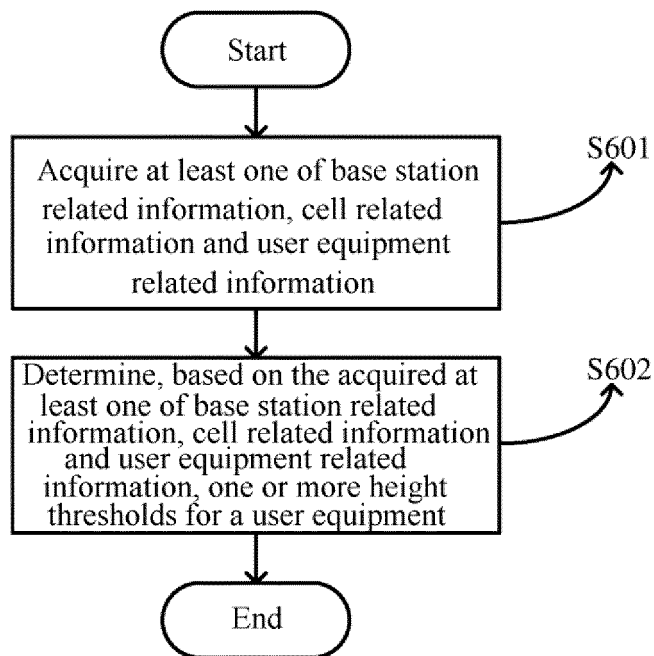 Start
Acquire at least one of base station
related information, cell related
information and user equipment
related information
S601
Determine, based on the acquired at
least one of base station related
information, cell related information
and user equipment related
information, one or more height
thresholds for a user equipment
S602
End